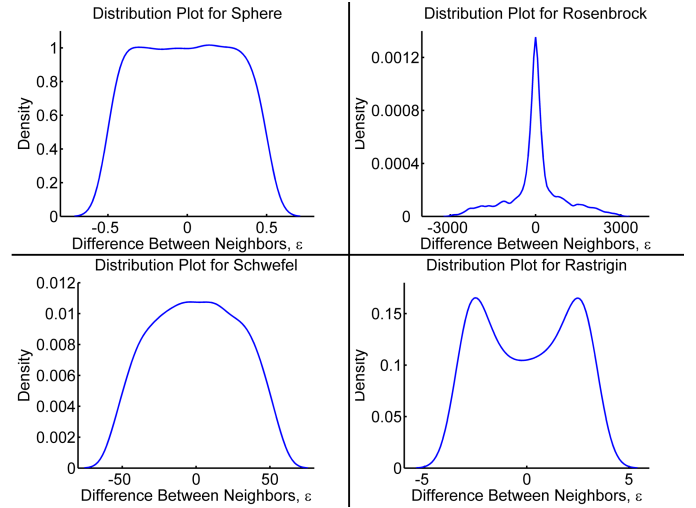 Distribution Plot for Sphere
Density
1
0.8
0.6
0.4
0.2
0
-0.5 0 0.5
Difference Between Neighbors, ε
Distribution Plot for Rosenbrock
Density
0.0012
0.0008
0.0004
0
-3000 0 3000
Difference Between Neighbors, ε
Distribution Plot for Schwefel
Density
0.012
0.01
0.008
0.006
0.004
0.002
0
-50 0 50
Difference Between Neighbors, ε
Distribution Plot for Rastrigin
Density
0.15
0.1
0.05
0
-5 0 5
Difference Between Neighbors, ε